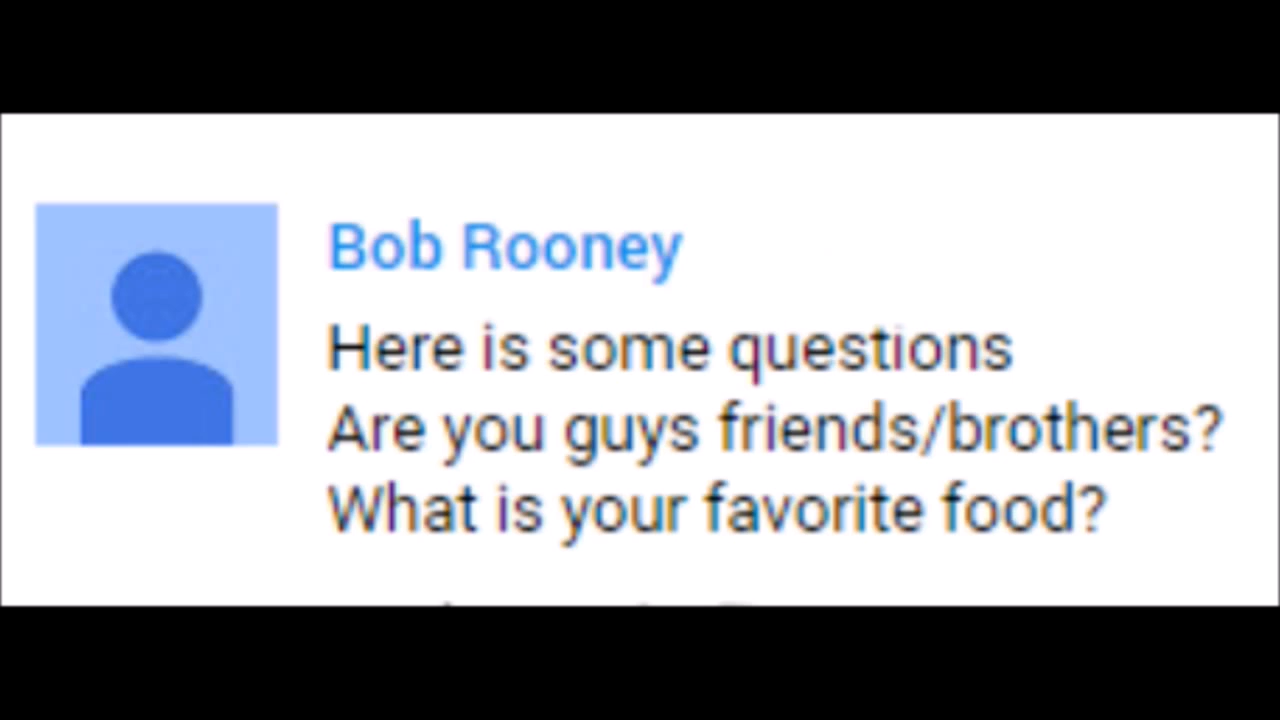 Bob Rooney
Here is some questions
Are you guys friends/brothers?
What is your favorite food?